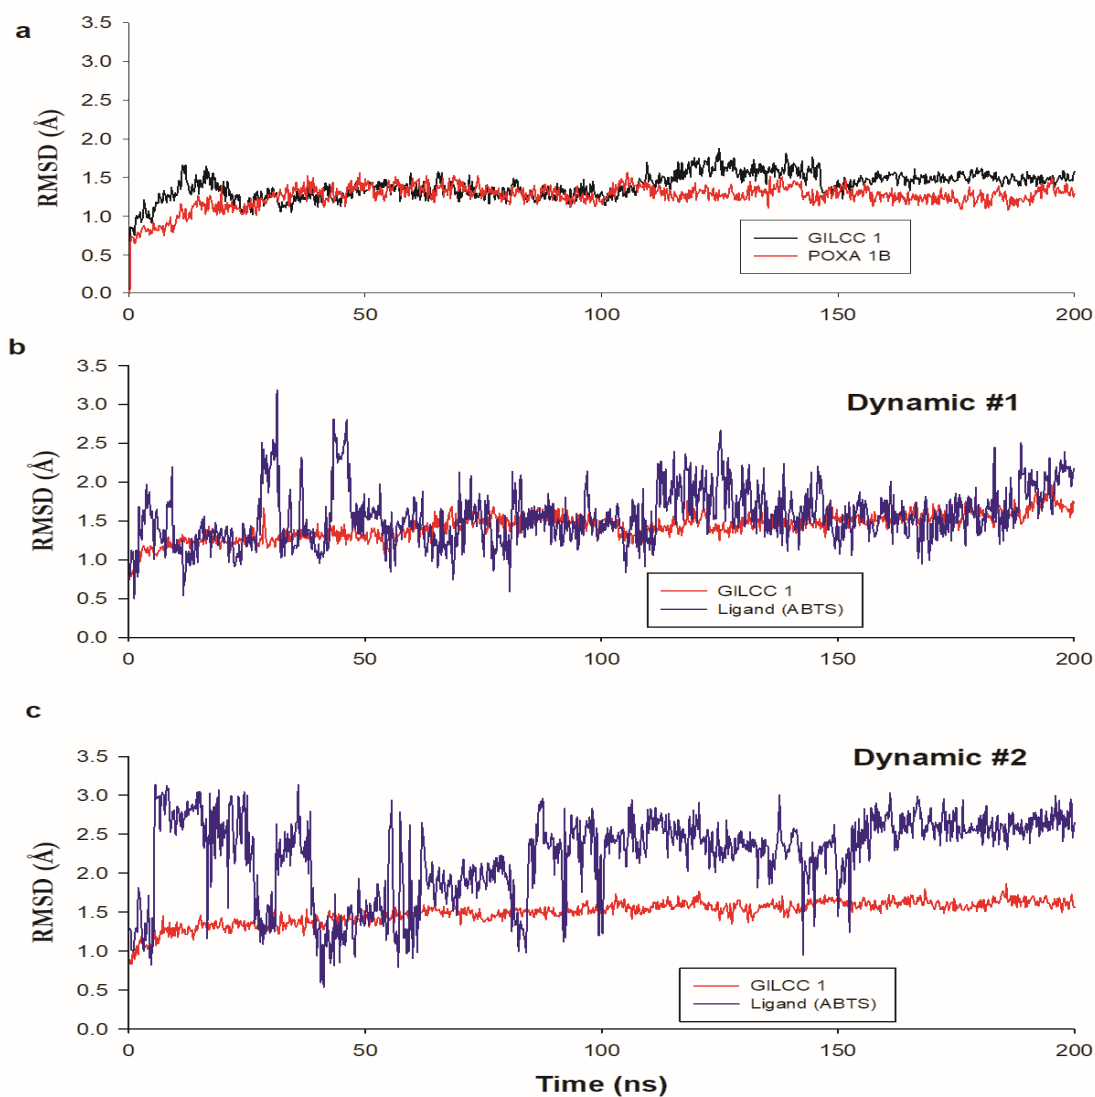 a
3.5
3.0
2.5
2.0
1.5
1.0
0.5
0.0
RMSD (Å)
GILCC 1
POXA 1B
0 50 100 150 200
b
Dynamic #1
3.5
3.0
2.5
2.0
1.5
1.0
0.5
0.0
RMSD (Å)
GILCC 1
Ligand (ABTS)
0 50 100 150 200
c
Dynamic #2
3.5
3.0
2.5
2.0
1.5
1.0
0.5
0.0
RMSD (Å)
GILCC 1
Ligand (ABTS)
0 50 100 150 200
Time (ns)